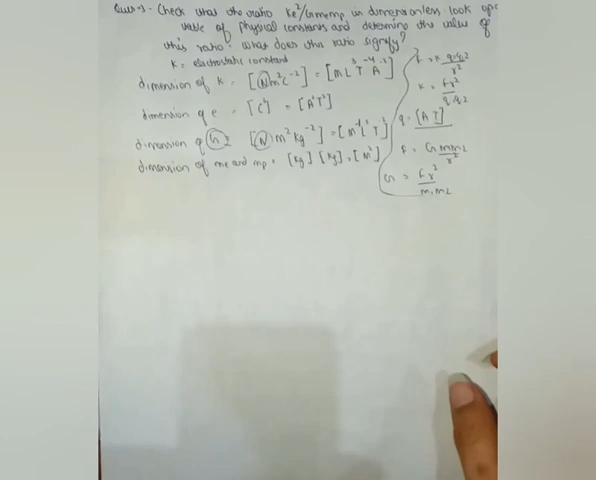 Check that the ratio ke²/Gmemp is dimensionless look up a
table of physical constants and determine the value of
this ratio. What does this ratio signify?
K = electrostatic constant
dimension of k = [Nm²C⁻²] = [ML³T⁻⁴A⁻²]
dimension of e = [C²] = [A²T²]
dimension of G = [N m² kg⁻²] = [M⁻¹L³T⁻²]
dimension of me and mp = [kg] [kg] = [M²]
F = k q₁q₂/r²
k = Fr²/q₁q₂
q = [AT]
F = G m₁m₂/r²
G = Fr²/m₁m₂